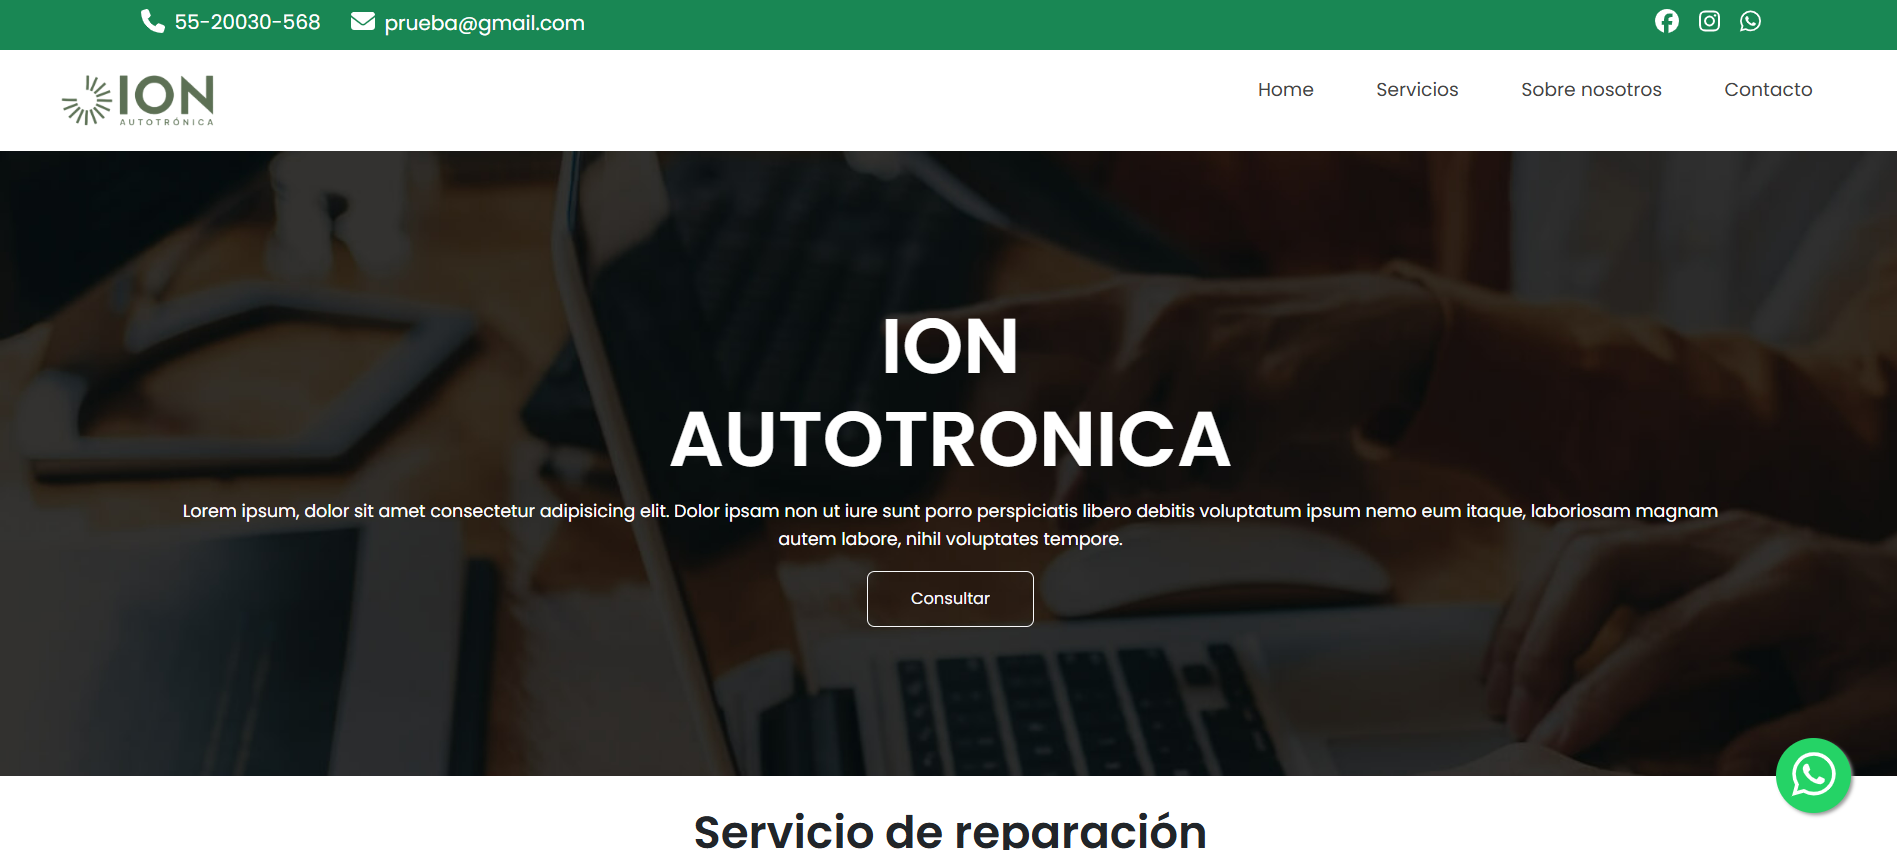 55-20030-568 prueba@gmail.com
ION
AUTOTRÓNICA
Home Servicios Sobre nosotros Contacto
ION
AUTOTRONICA
Lorem ipsum, dolor sit amet consectetur adipisicing elit. Dolor ipsam non ut iure sunt porro perspiciatis libero debitis voluptatum ipsum nemo eum itaque, laboriosam magnam
autem labore, nihil voluptates tempore.
Consultar
Servicio de reparación